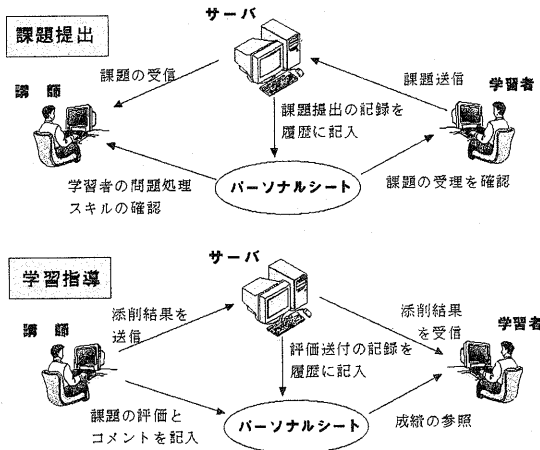 サーバ
課題提出
課題の受信
課題送信
講 師
学習者
課題提出の記録を
履歴に記入
学習者の問題処理
スキルの確認
パーソナルシート
課題の受理を確認
サーバ
学習指導
添削結果を
送信
添削結果
を受信
講 師
学習者
評価送付の記録を
履歴に記入
課題の評価と
コメントを記入
パーソナルシート
成績の参照